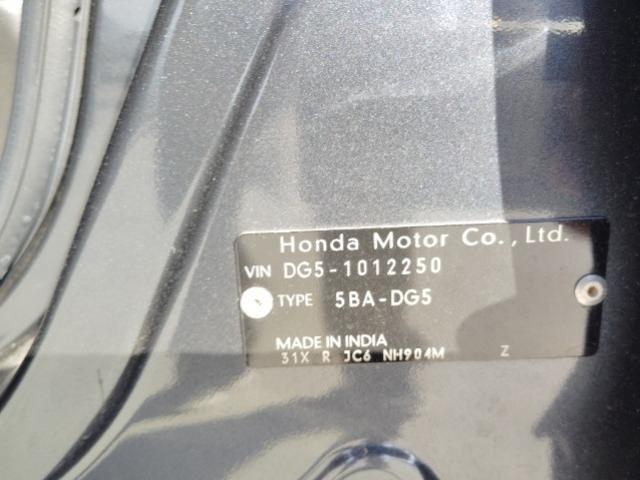 Honda Motor Co., Ltd.
VIN DG5-1012250
TYPE 5BA-DG5
MADE IN INDIA
31X R JC6 NH904M Z